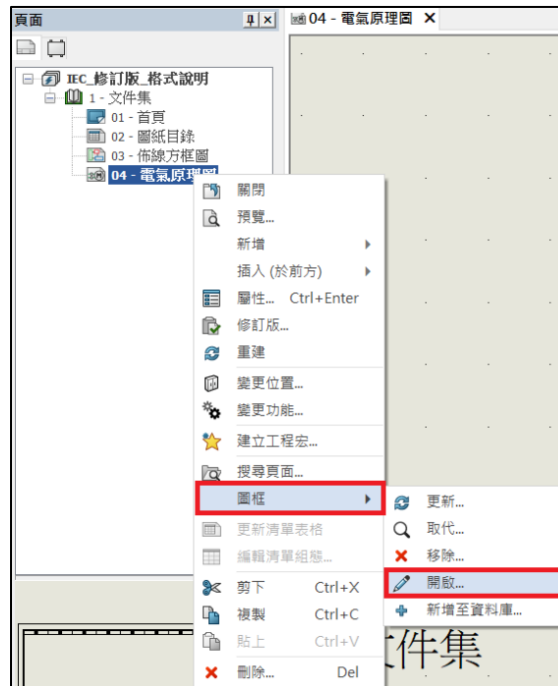 頁面
04 - 電氣原理圖
IEC_修訂版_格式說明
1 - 文件集
01 - 首頁
02 - 圖紙目錄
03 - 佈線方框圖
04 - 電氣原理圖
關閉
預覽...
新增
插入 (於前方)
屬性... Ctrl+Enter
修訂版...
重建
變更位置...
變更功能...
建立工程宏...
搜尋頁面...
圖框
更新清單表格
編輯清單組態...
剪下 Ctrl+X
複製 Ctrl+C
貼上 Ctrl+V
刪除... Del
更新...
取代...
移除...
開啟...
新增至資料庫...
文件集